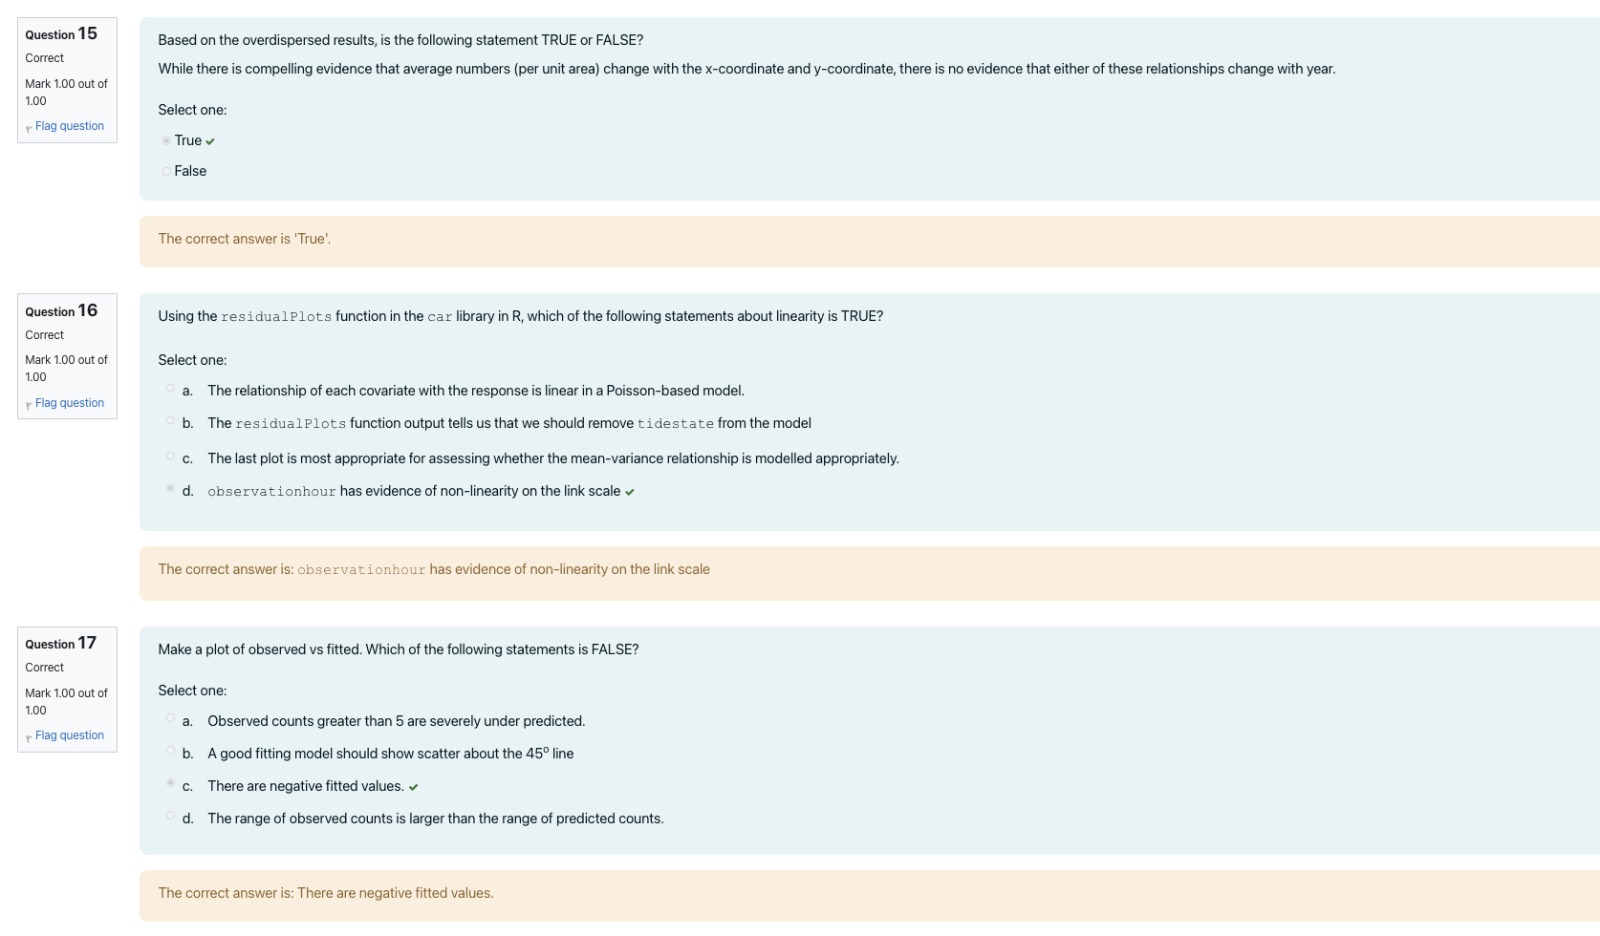 Question 15
Correct
Mark 1.00 out of
1.00
Flag question
Based on the overdispersed results, is the following statement TRUE or FALSE?
While there is compelling evidence that average numbers (per unit area) change with the x-coordinate and y-coordinate, there is no evidence that either of these relationships change with year.
Select one:
True
False
The correct answer is 'True'.
Question 16
Correct
Mark 1.00 out of
1.00
Flag question
Using the residualPlots function in the car library in R, which of the following statements about linearity is TRUE?
Select one:
a. The relationship of each covariate with the response is linear in a Poisson-based model.
b. The residualPlots function output tells us that we should remove tidestate from the model
c. The last plot is most appropriate for assessing whether the mean-variance relationship is modelled appropriately.
d. observationhour has evidence of non-linearity on the link scale
The correct answer is: observationhour has evidence of non-linearity on the link scale
Question 17
Correct
Mark 1.00 out of
1.00
Flag question
Make a plot of observed vs fitted. Which of the following statements is FALSE?
Select one:
a. Observed counts greater than 5 are severely under predicted.
b. A good fitting model should show scatter about the 45º line
c. There are negative fitted values.
d. The range of observed counts is larger than the range of predicted counts.
The correct answer is: There are negative fitted values.